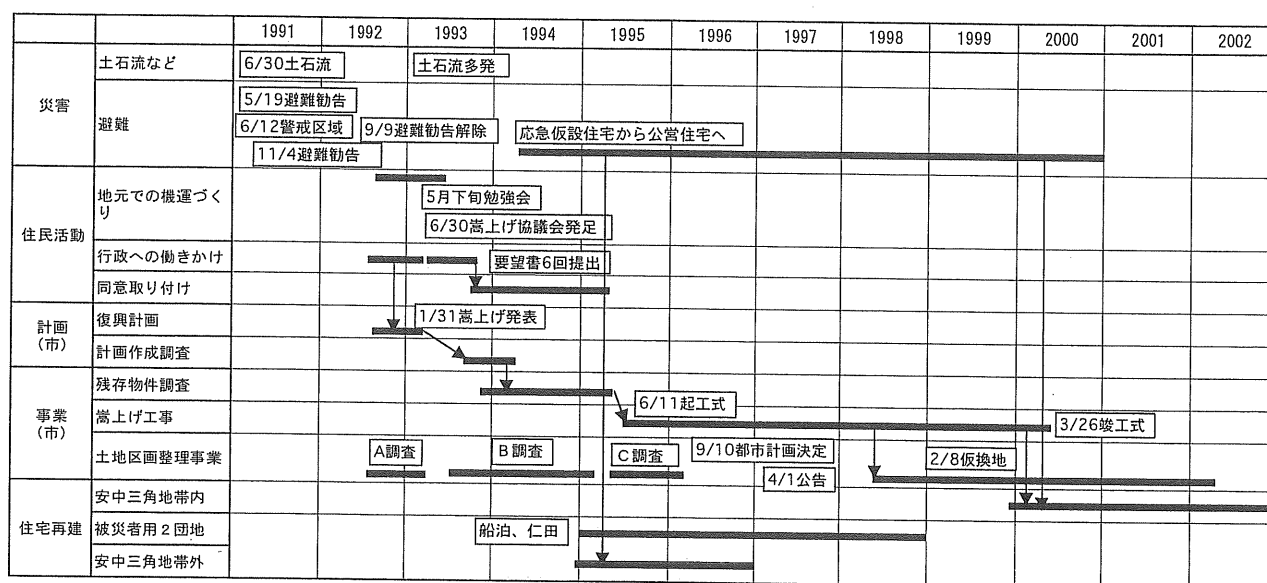 1991 1992 1993 1994 1995 1996 1997 1998 1999 2000 2001 2002
災害
土石流など
6/30土石流
土石流多発
避難
5/19避難勧告
6/12警戒区域
9/9避難勧告解除
11/4避難勧告
応急仮設住宅から公営住宅へ
住民活動
地元での機運づく
り
5月下旬勉強会
6/30嵩上げ協議会発足
行政への働きかけ
要望書6回提出
同意取り付け
計画
（市）
復興計画
1/31嵩上げ発表
計画作成調査
事業
（市）
残存物件調査
嵩上げ工事
6/11起工式
3/26竣工式
土地区画整理事業
A調査
B調査
C調査
9/10都市計画決定
4/1公告
2/8仮換地
住宅再建
安中三角地帯内
被災者用２団地
船泊、仁田
安中三角地帯外